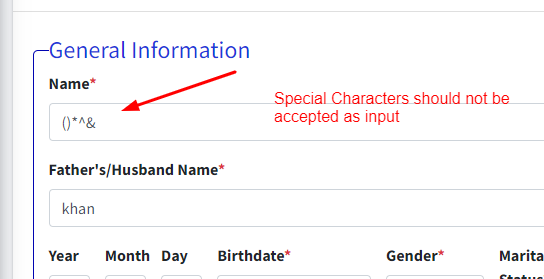 General Information
Name*
Special Characters should not be
accepted as input
()*^&
Father's/Husband Name*
khan
Year Month Day Birthdate* Gender* Marita
Status